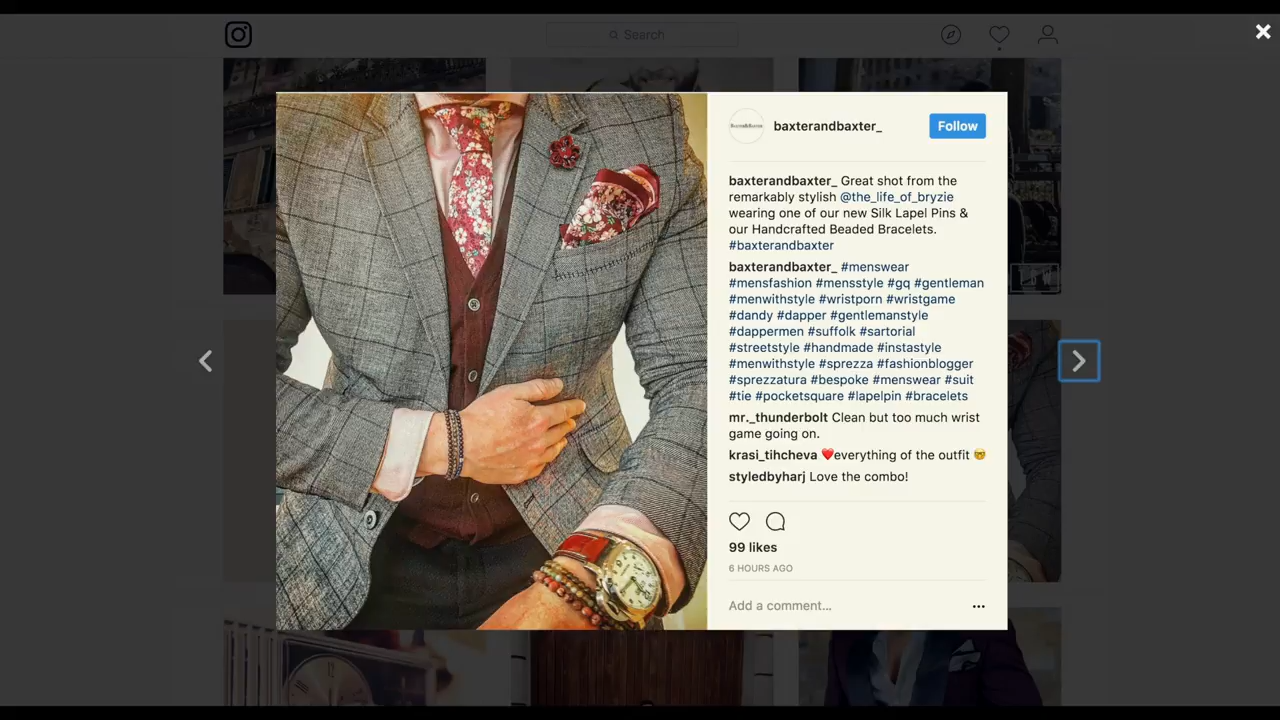 Search
baxterandbaxter_
Follow
baxterandbaxter_ Great shot from the
remarkably stylish @the_life_of_bryzie
wearing one of our new Silk Lapel Pins &
our Handcrafted Beaded Bracelets.
#baxterandbaxter
baxterandbaxter_ #menswear
#mensfashion #mensstyle #gq #gentleman
#menwithstyle #wristporn #wristgame
#dandy #dapper #gentlemanstyle
#dappermen #suffolk #sartorial
#streetstyle #handmade #instastyle
#menwithstyle #sprezza #fashionblogger
#sprezzatura #bespoke #menswear #suit
#tie #pocketsquare #lapelpin #bracelets
mr._thunderbolt Clean but too much wrist
game going on.
krasi_tihcheva ❤️everything of the outfit 🤓
styledbyharj Love the combo!
99 likes
6 HOURS AGO
Add a comment...